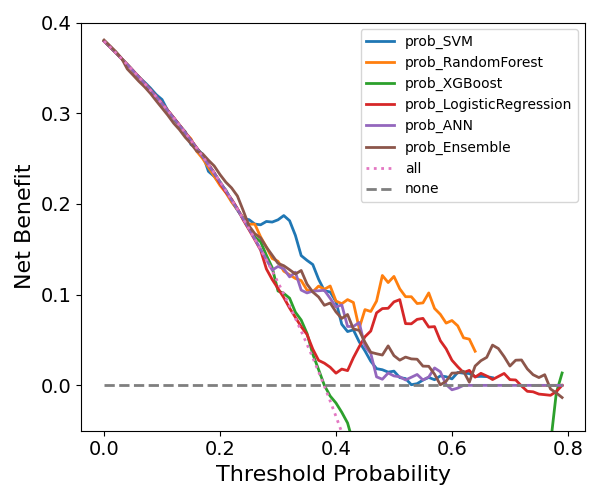 0.4
0.3
0.2
0.1
0.0
Net Benefit
prob_SVM
prob_RandomForest
prob_XGBoost
prob_LogisticRegression
prob_ANN
prob_Ensemble
all
none
0.0 0.2 0.4 0.6 0.8
Threshold Probability